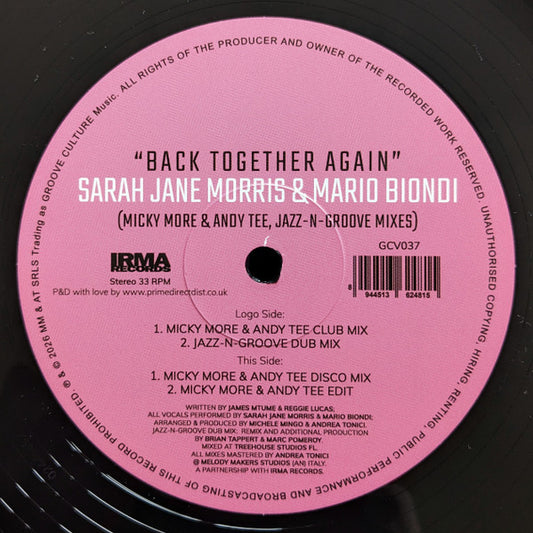 ℗ & © 2026 MM & AT SRLS Trading as GROOVE CULTURE Music. ALL RIGHTS OF THE PRODUCER AND OWNER OF THE RECORDED WORK RESERVED. UNAUTHORISED COPYING, HIRING, RENTING, PUBLIC PERFORMANCE AND BROADCASTING OF THIS RECORD PROHIBITED.
“BACK TOGETHER AGAIN”
SARAH JANE MORRIS & MARIO BIONDI
(MICKY MORE & ANDY TEE, JAZZ-N-GROOVE MIXES)
IRMA
RECORDS
Stereo 33 RPM
P&D with love by www.primedirectdist.co.uk
GCV037
8 944513 624815
Logo Side:
1. MICKY MORE & ANDY TEE CLUB MIX
2. JAZZ-N-GROOVE DUB MIX
This Side:
1. MICKY MORE & ANDY TEE DISCO MIX
2. MICKY MORE & ANDY TEE EDIT
WRITTEN BY JAMES MTUME & REGGIE LUCAS;
ALL VOCALS PERFORMED BY SARAH JANE MORRIS & MARIO BIONDI;
ARRANGED & PRODUCED BY MICHELE MINGO & ANDREA TONICI.
JAZZ-N-GROOVE DUB MIX: REMIX AND ADDITIONAL PRODUCTION
BY BRIAN TAPPERT & MARC POMEROY.
MIXED AT TREEHOUSE STUDIOS FL.
ALL MIXES MASTERED BY ANDREA TONICI
@ MELODY MAKERS STUDIOS (AN) ITALY.
A PARTNERSHIP WITH IRMA RECORDS.